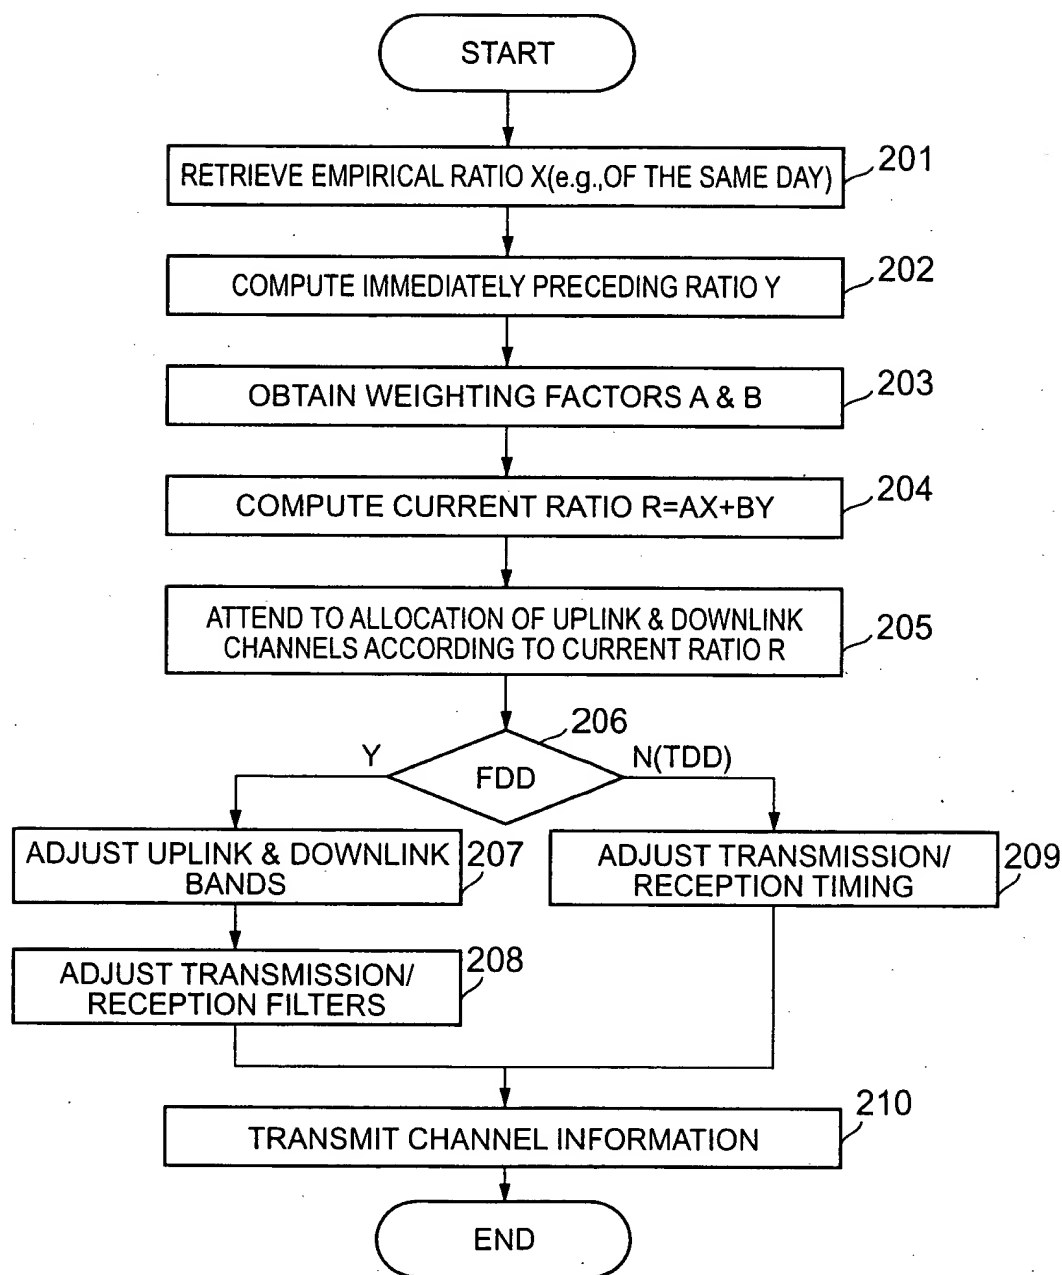 START
RETRIEVE EMPIRICAL RATIO X(e.g.,OF THE SAME DAY)
201
COMPUTE IMMEDIATELY PRECEDING RATIO Y
202
OBTAIN WEIGHTING FACTORS A & B
203
COMPUTE CURRENT RATIO R=AX+BY
204
ATTEND TO ALLOCATION OF UPLINK & DOWNLINK
CHANNELS ACCORDING TO CURRENT RATIO R
205
206
Y
FDD
N(TDD)
ADJUST UPLINK & DOWNLINK
BANDS
207
ADJUST TRANSMISSION/
RECEPTION TIMING
209
ADJUST TRANSMISSION/
RECEPTION FILTERS
208
TRANSMIT CHANNEL INFORMATION
210
END